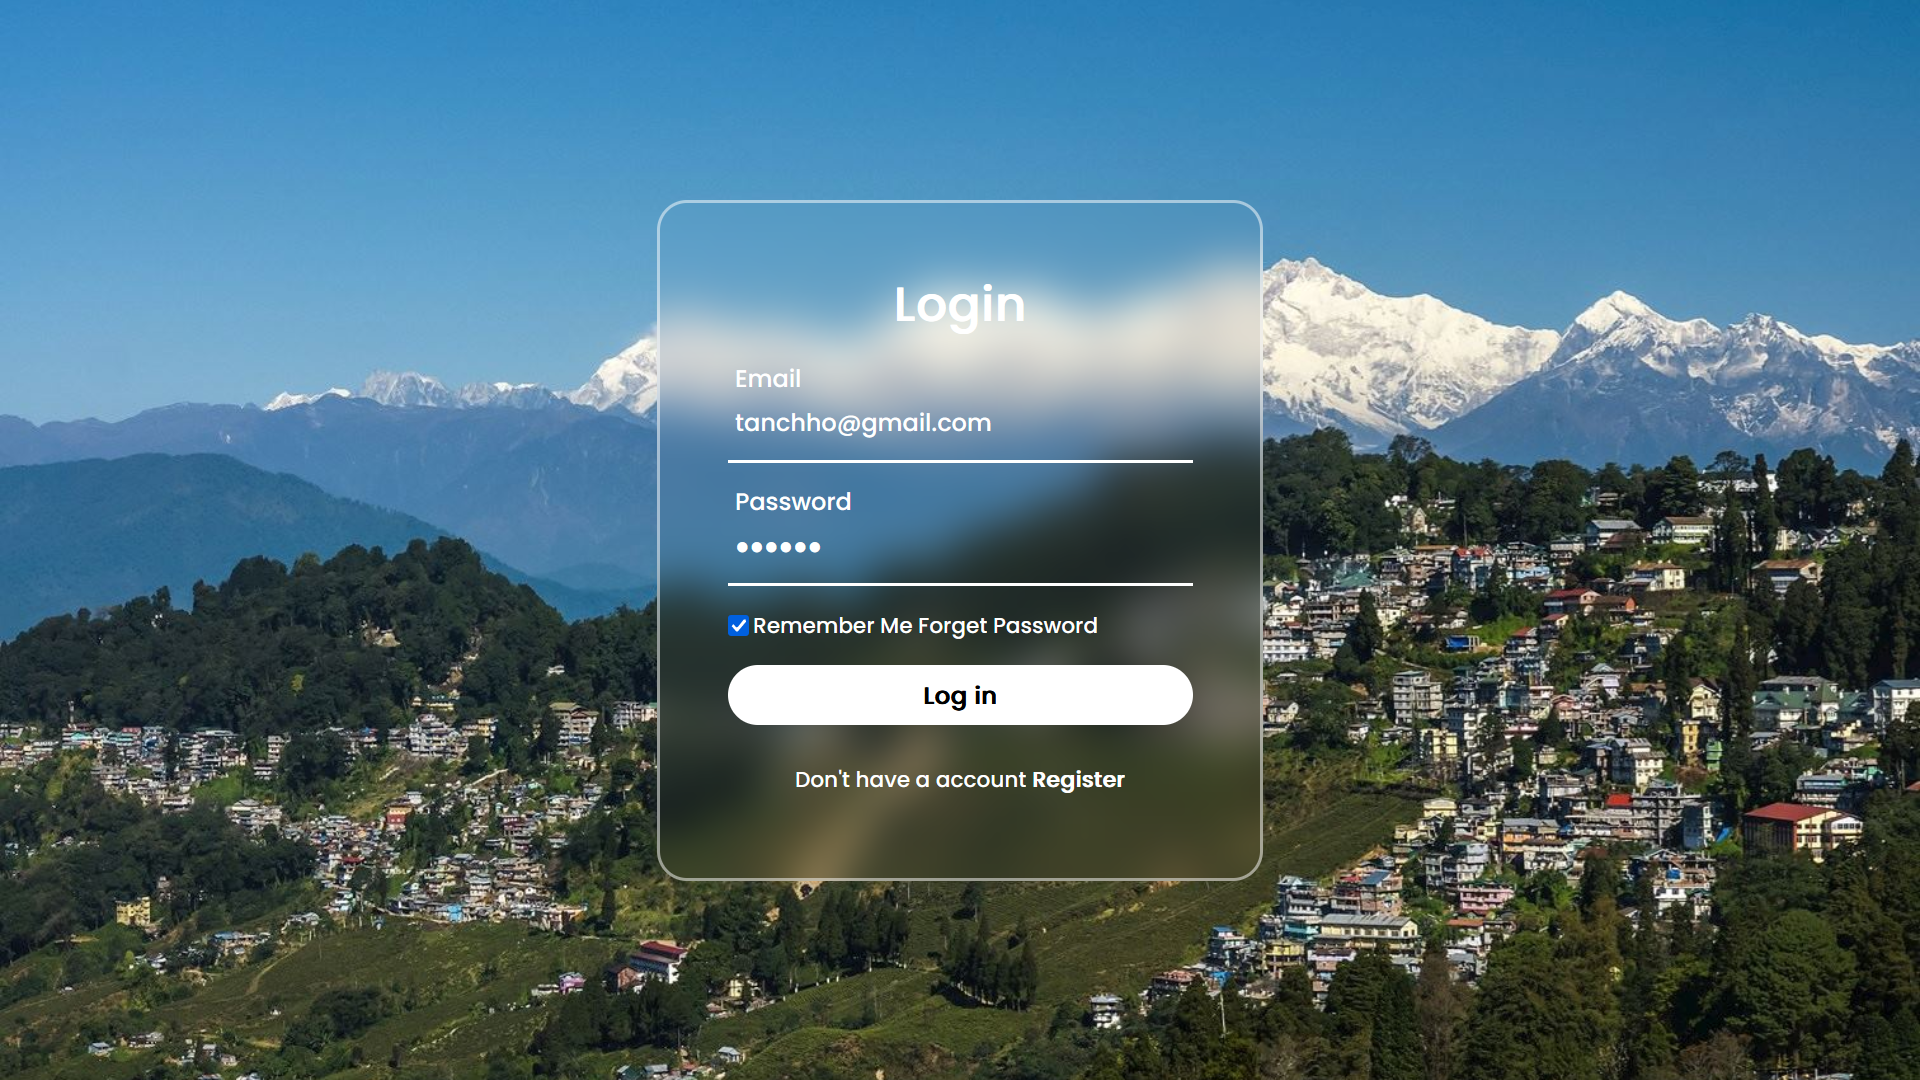 Login
Email
tanchho@gmail.com
Password
••••••
Remember Me Forget Password
Log in
Don't have a account Register